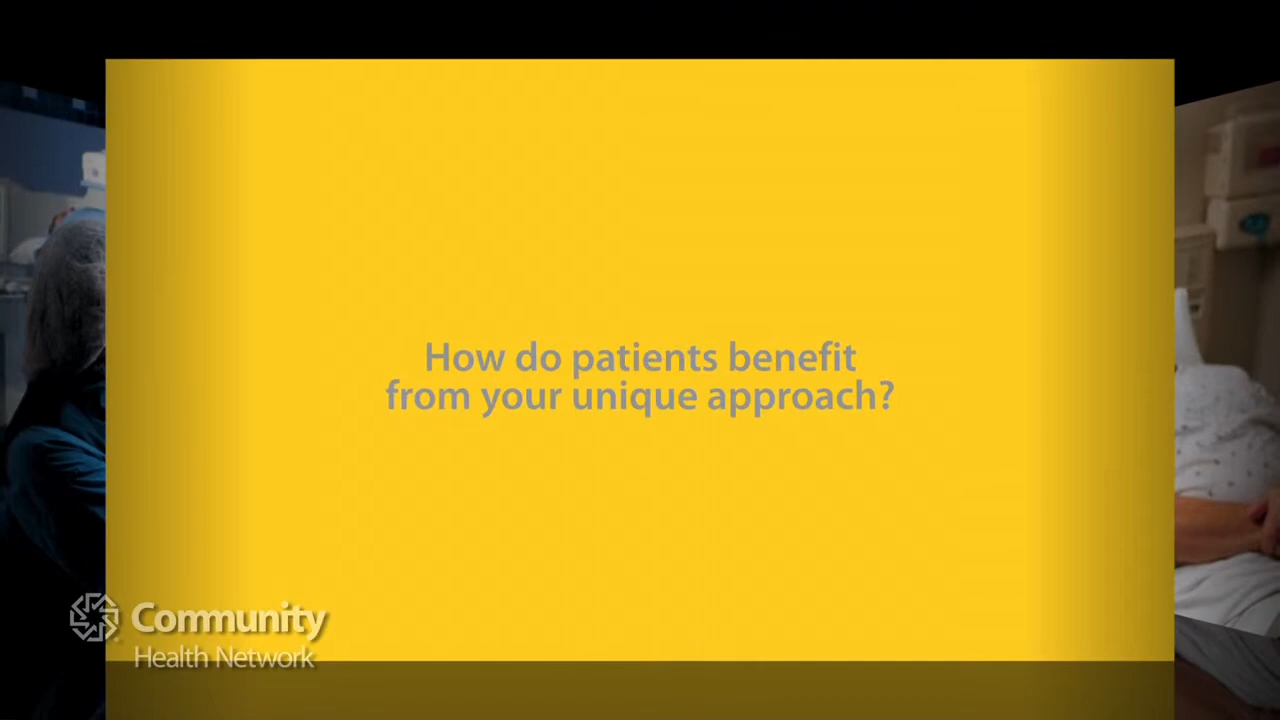 How do patients benefit
from your unique approach?
Community
Health Network